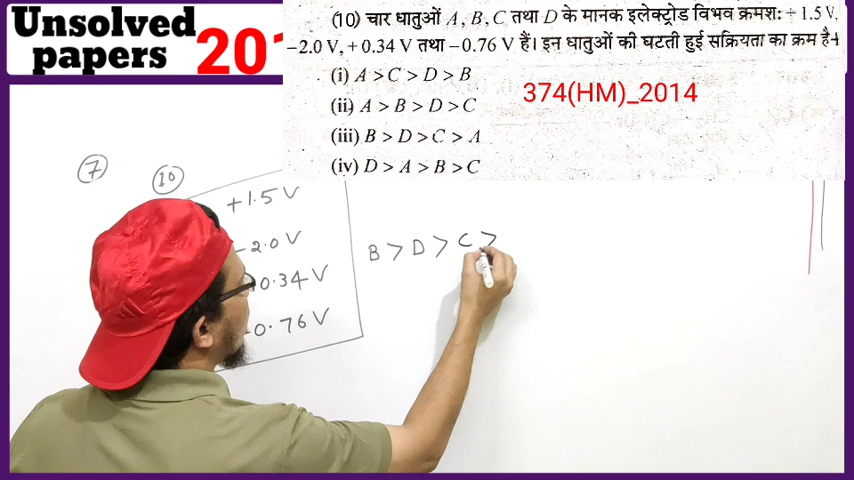 Unsolved
papers 201
(10) चार धातुओं A, B, C तथा D के मानक इलेक्ट्रोड विभव क्रमश: + 1.5 V,
−2.0 V, + 0.34 V तथा − 0.76 V हैं। इन धातुओं की घटती हुई सक्रियता का क्रम है-
(i) A > C > D > B
(ii) A > B > D > C
(iii) B > D > C > A
(iv) D > A > B > C
374(HM)_2014
7
10
+1.5 V
-2.0 V
0.34 V
-0.76 V
B > D > C >